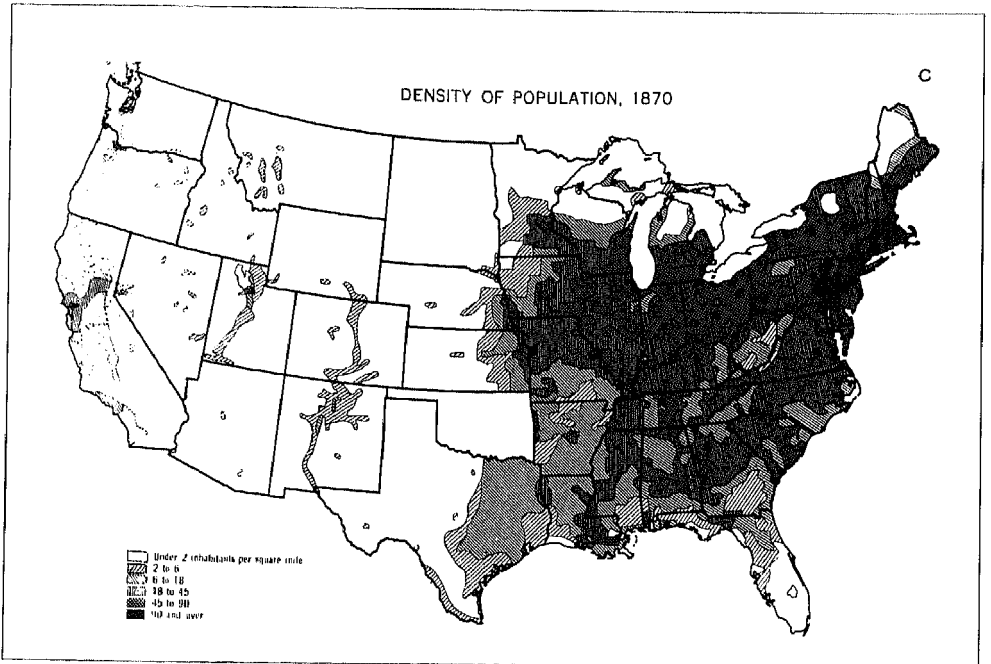 C
DENSITY OF POPULATION, 1870
Under 2 inhabitants per square mile
2 to 6
6 to 18
18 to 45
45 to 90
90 and over